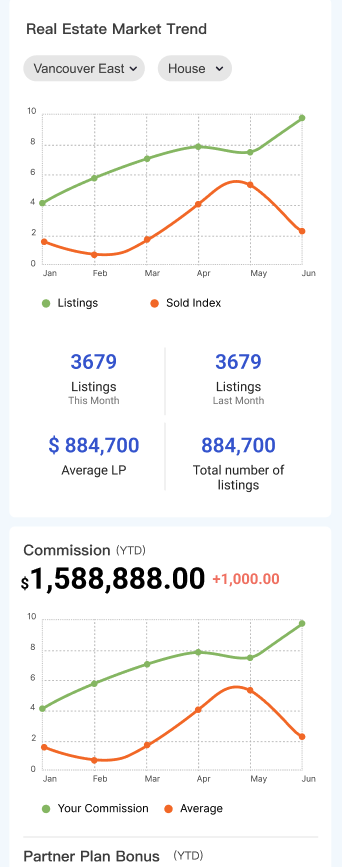 Real Estate Market Trend
Vancouver East House
10
8
6
4
2
0
Jan Feb Mar Apr May Jun
Listings Sold Index
3679 3679
Listings Listings
This Month Last Month
$ 884,700 884,700
Average LP Total number of
listings
Commission (YTD)
$1,588,888.00 +1,000.00
10
8
6
4
2
0
Jan Feb Mar Apr May Jun
Your Commission Average
Partner Plan Bonus (YTD)